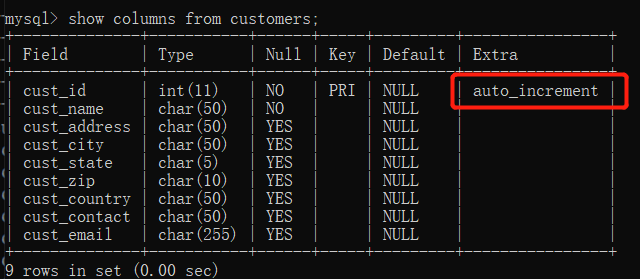 mysql> show columns from customers;
+--------------+-----------+------+-----+---------+----------------+
| Field        | Type      | Null | Key | Default | Extra          |
+--------------+-----------+------+-----+---------+----------------+
| cust_id      | int(11)   | NO   | PRI | NULL    | auto_increment |
| cust_name    | char(50)  | NO   |     | NULL    |                |
| cust_address | char(50)  | YES  |     | NULL    |                |
| cust_city    | char(50)  | YES  |     | NULL    |                |
| cust_state   | char(5)   | YES  |     | NULL    |                |
| cust_zip     | char(10)  | YES  |     | NULL    |                |
| cust_country | char(50)  | YES  |     | NULL    |                |
| cust_contact | char(50)  | YES  |     | NULL    |                |
| cust_email   | char(255) | YES  |     | NULL    |                |
+--------------+-----------+------+-----+---------+----------------+
9 rows in set (0.00 sec)